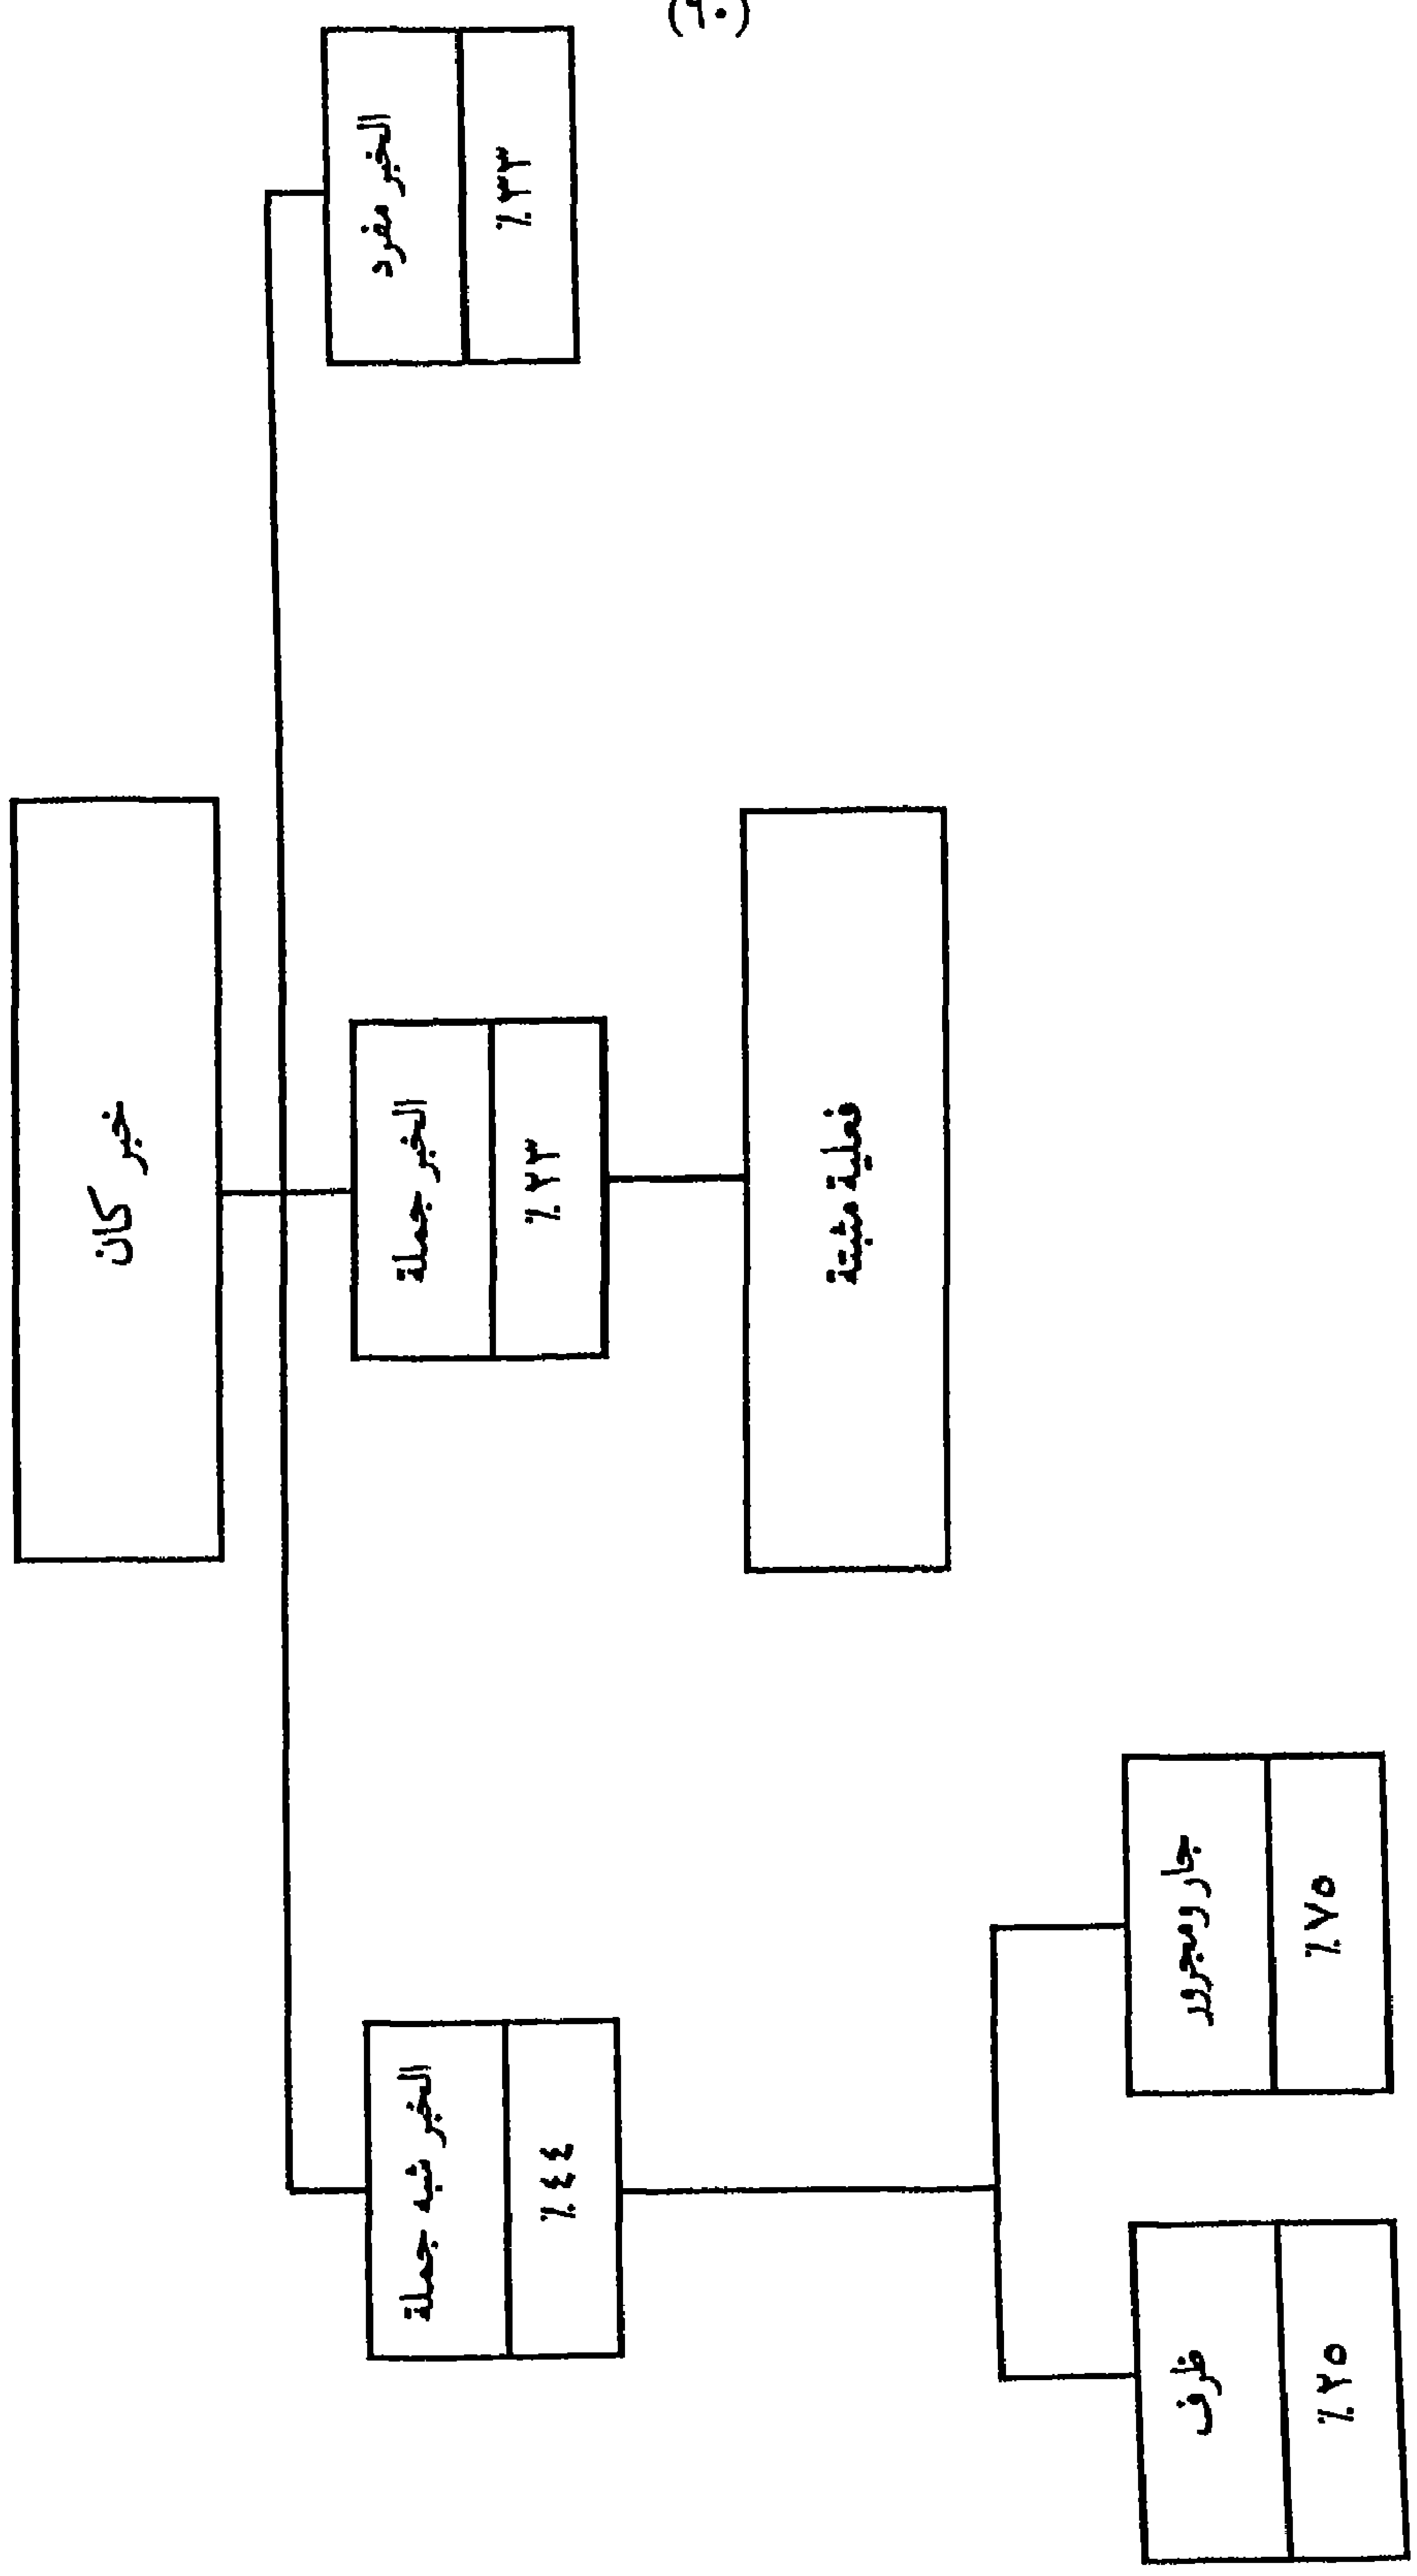 (٦٠)
خبر كان
الخبر مفرد
٪٣٣
الخبر جملة
٪٢٣
الخبر شبه جملة
٪٤٤
فعلية مثبتة
جار ومجرور
٪٧٥
ظرف
٪٢٥